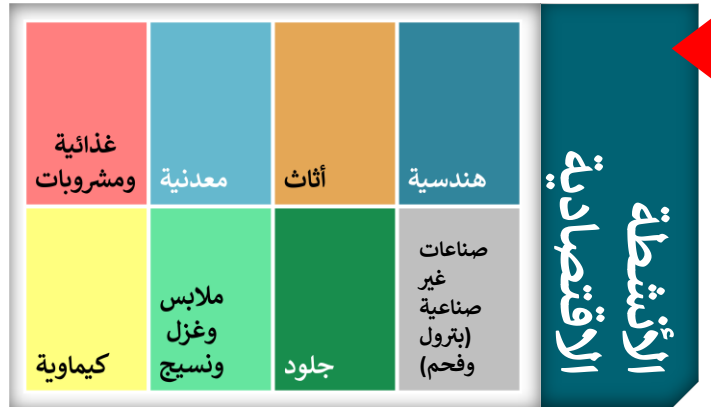 الأنشطة
الاقتصادية
هندسية
أثاث
معدنية
غذائية
ومشروبات
صناعات
غير
صناعية
(بترول
وفحم)
جلود
ملابس
وغزل
ونسيج
كيماوية